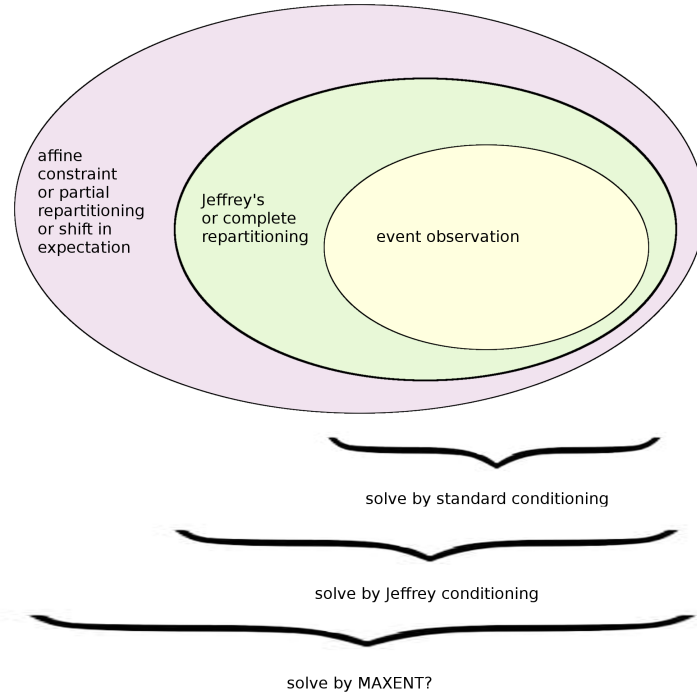 affine
constraint
or partial
repartitioning
or shift in
expectation
Jeffrey's
or complete
repartitioning
event observation
solve by standard conditioning
solve by Jeffrey conditioning
solve by MAXENT?